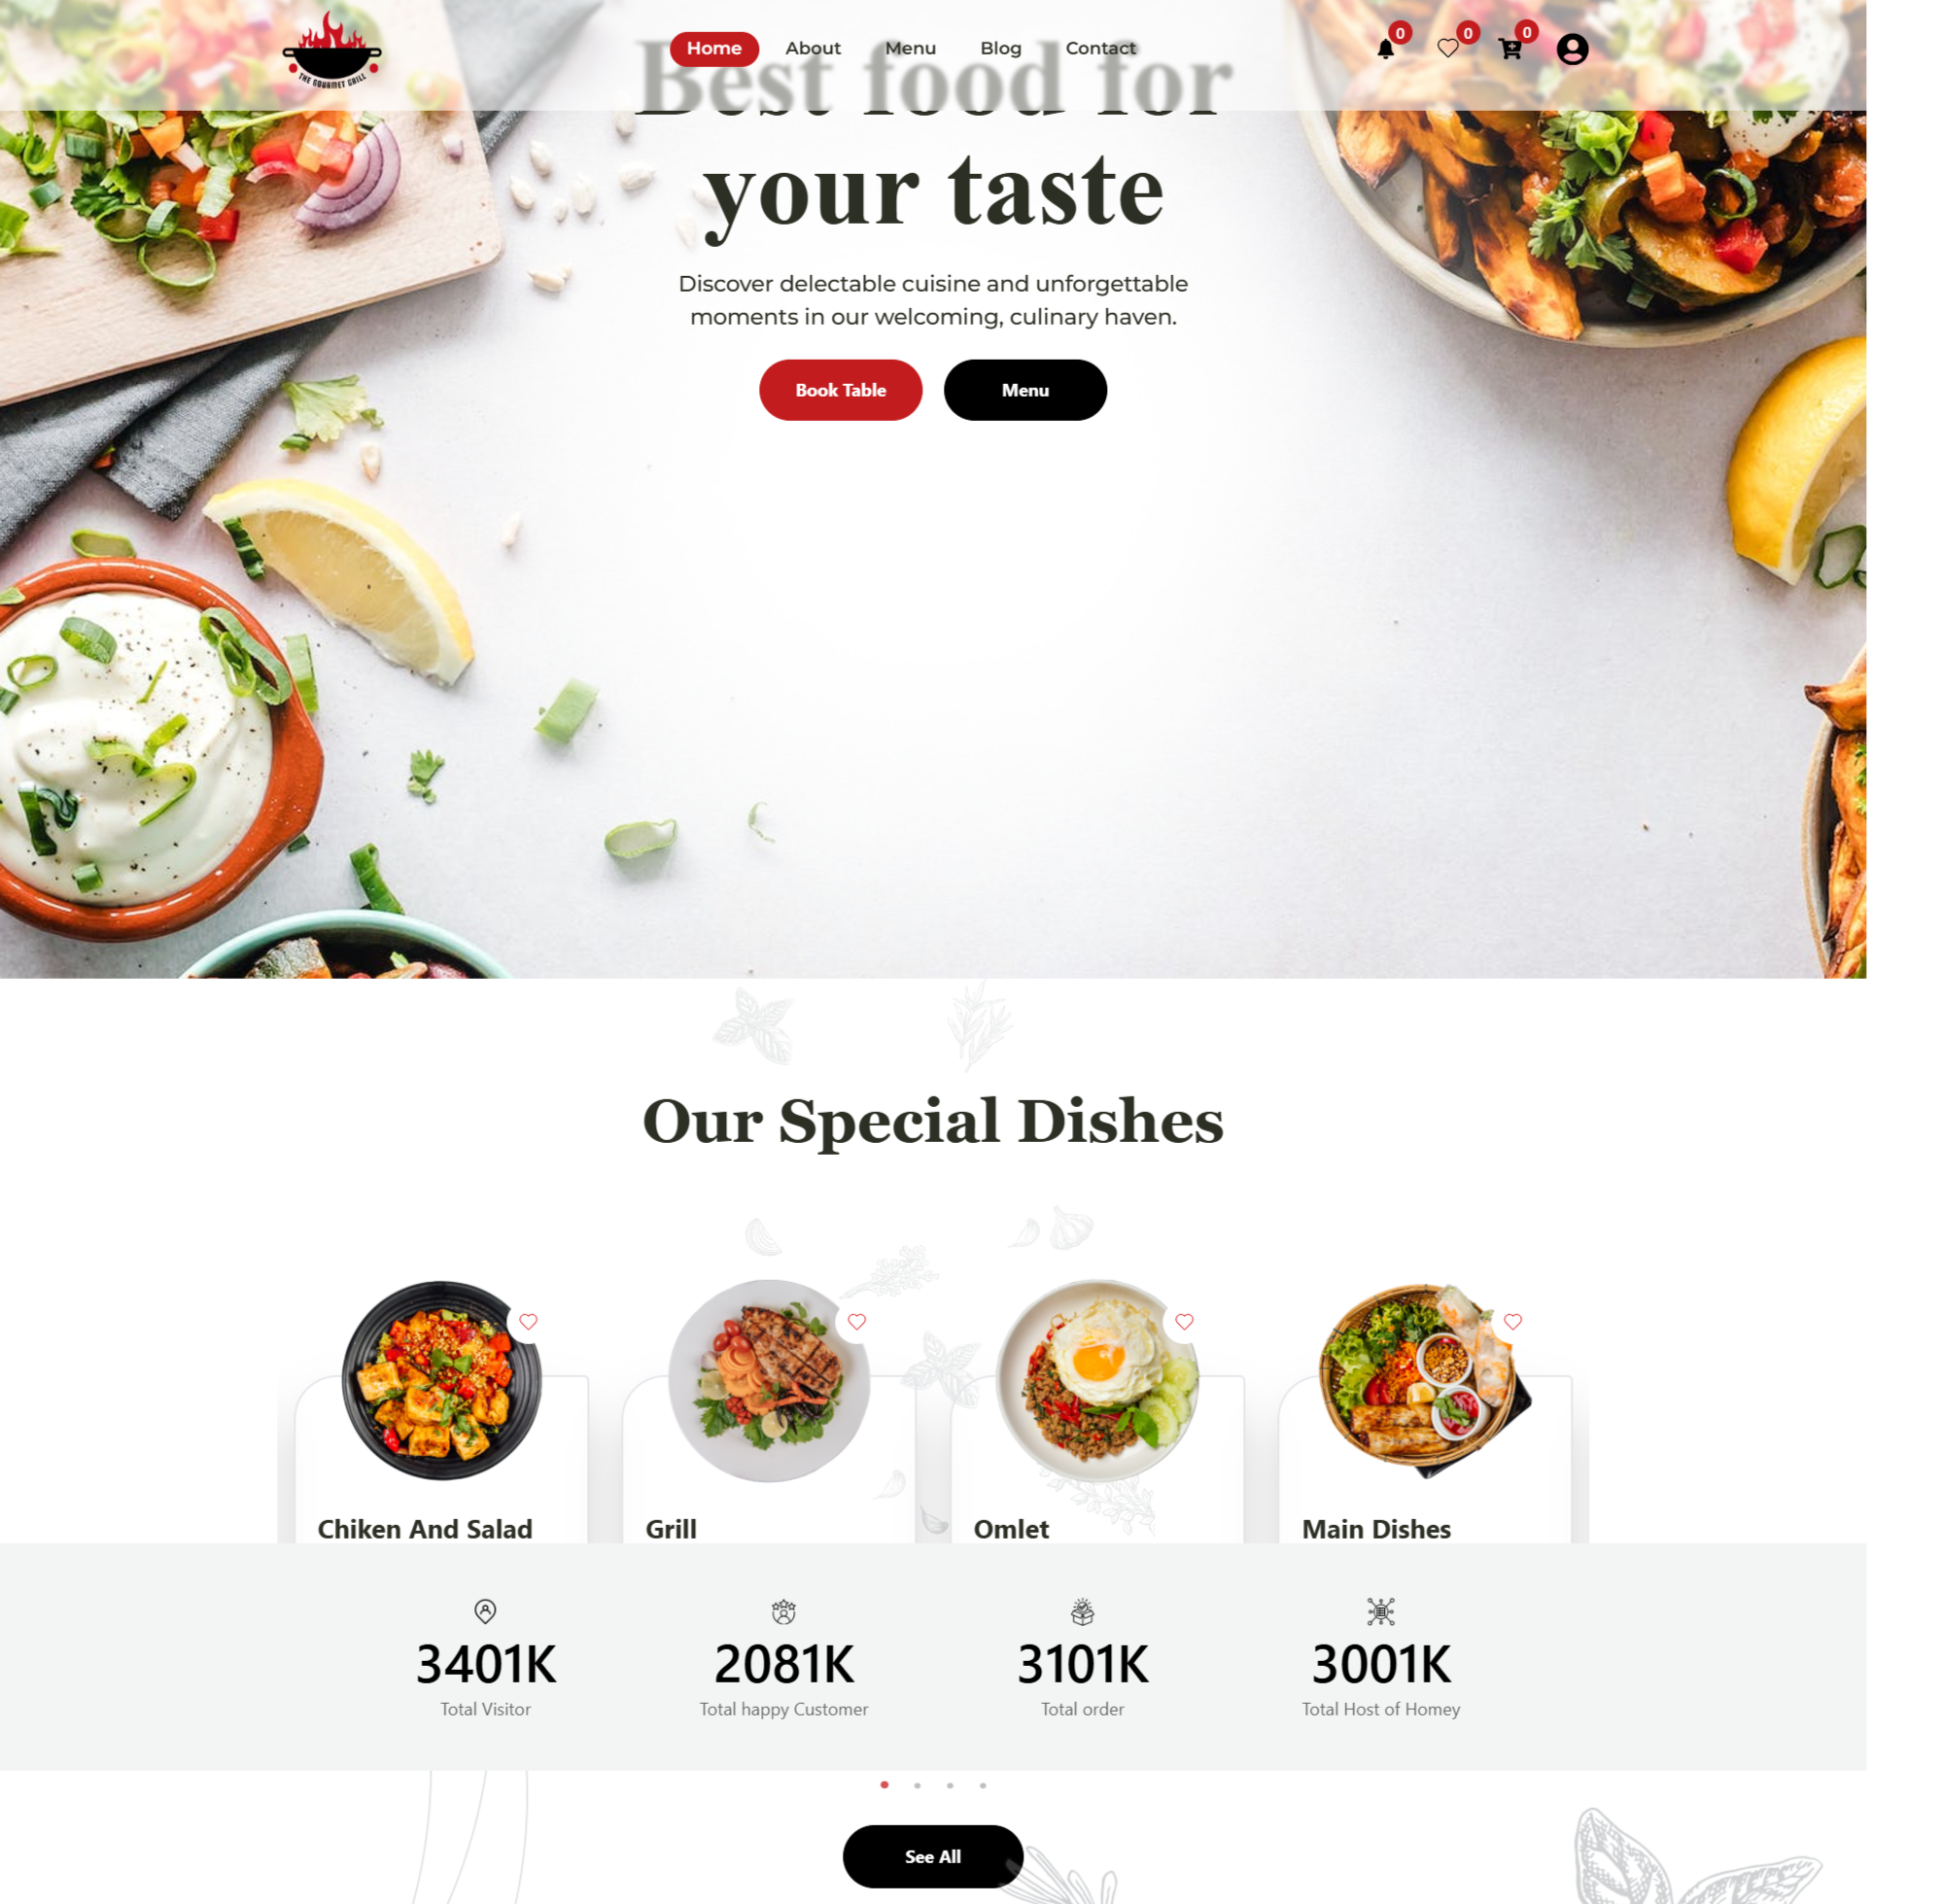 THE GOURMET GRILL
Home About Menu Blog Contact
0 0 0
Best food for
your taste
Discover delectable cuisine and unforgettable
moments in our welcoming, culinary haven.
Book Table Menu
Our Special Dishes
Chiken And Salad Grill Omlet Main Dishes
3401K 2081K 3101K 3001K
Total Visitor Total happy Customer Total order Total Host of Homey
See All